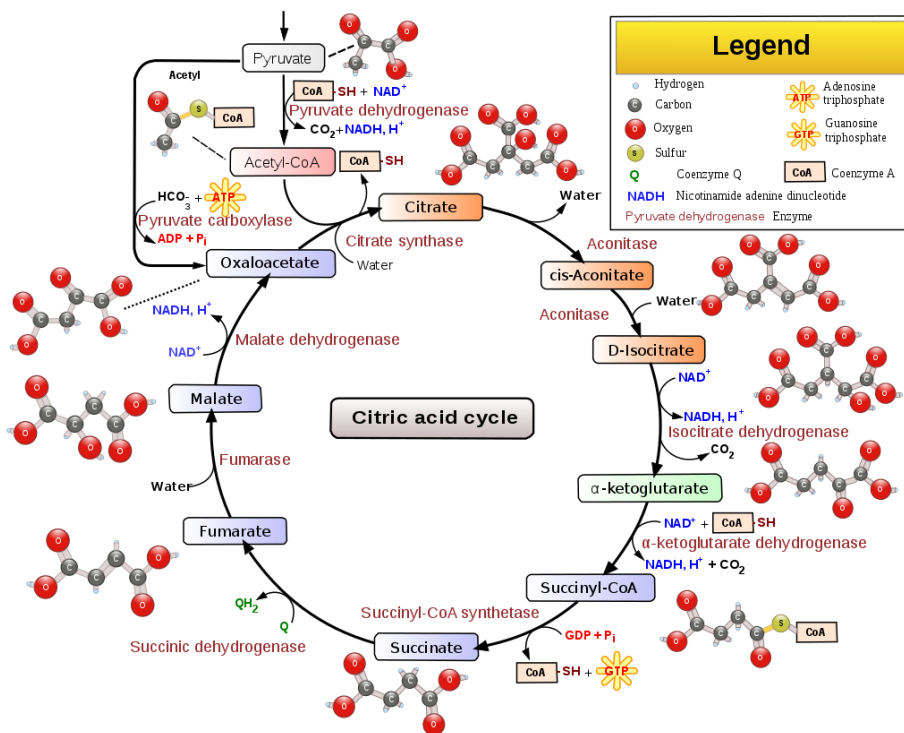 Pyruvate
CoA-SH + NAD⁺
Pyruvate dehydrogenase
CO₂+NADH, H⁺
Acetyl
S
CoA
Acetyl-CoA
CoA-SH
HCO₃⁻ + ATP
Pyruvate carboxylase
ADP + Pᵢ
Oxaloacetate
Citrate synthase
Water
Citrate
Water
Aconitase
cis-Aconitate
Water
Aconitase
D-Isocitrate
NAD⁺
NADH, H⁺
Isocitrate dehydrogenase
CO₂
α-ketoglutarate
NAD⁺ + CoA-SH
α-ketoglutarate dehydrogenase
NADH, H⁺ + CO₂
Succinyl-CoA
S
CoA
Succinyl-CoA synthetase
GDP + Pᵢ
CoA-SH + GTP
Succinate
QH₂
Q
Succinic dehydrogenase
Fumarate
Water
Fumarase
Malate
NADH, H⁺
NAD⁺
Malate dehydrogenase
Citric acid cycle
Legend
Hydrogen
C Carbon
O Oxygen
S Sulfur
Q Coenzyme Q
NADH Nicotinamide adenine dinucleotide
Pyruvate dehydrogenase Enzyme
ATP Adenosine
triphosphate
GTP Guanosine
triphosphate
CoA Coenzyme A